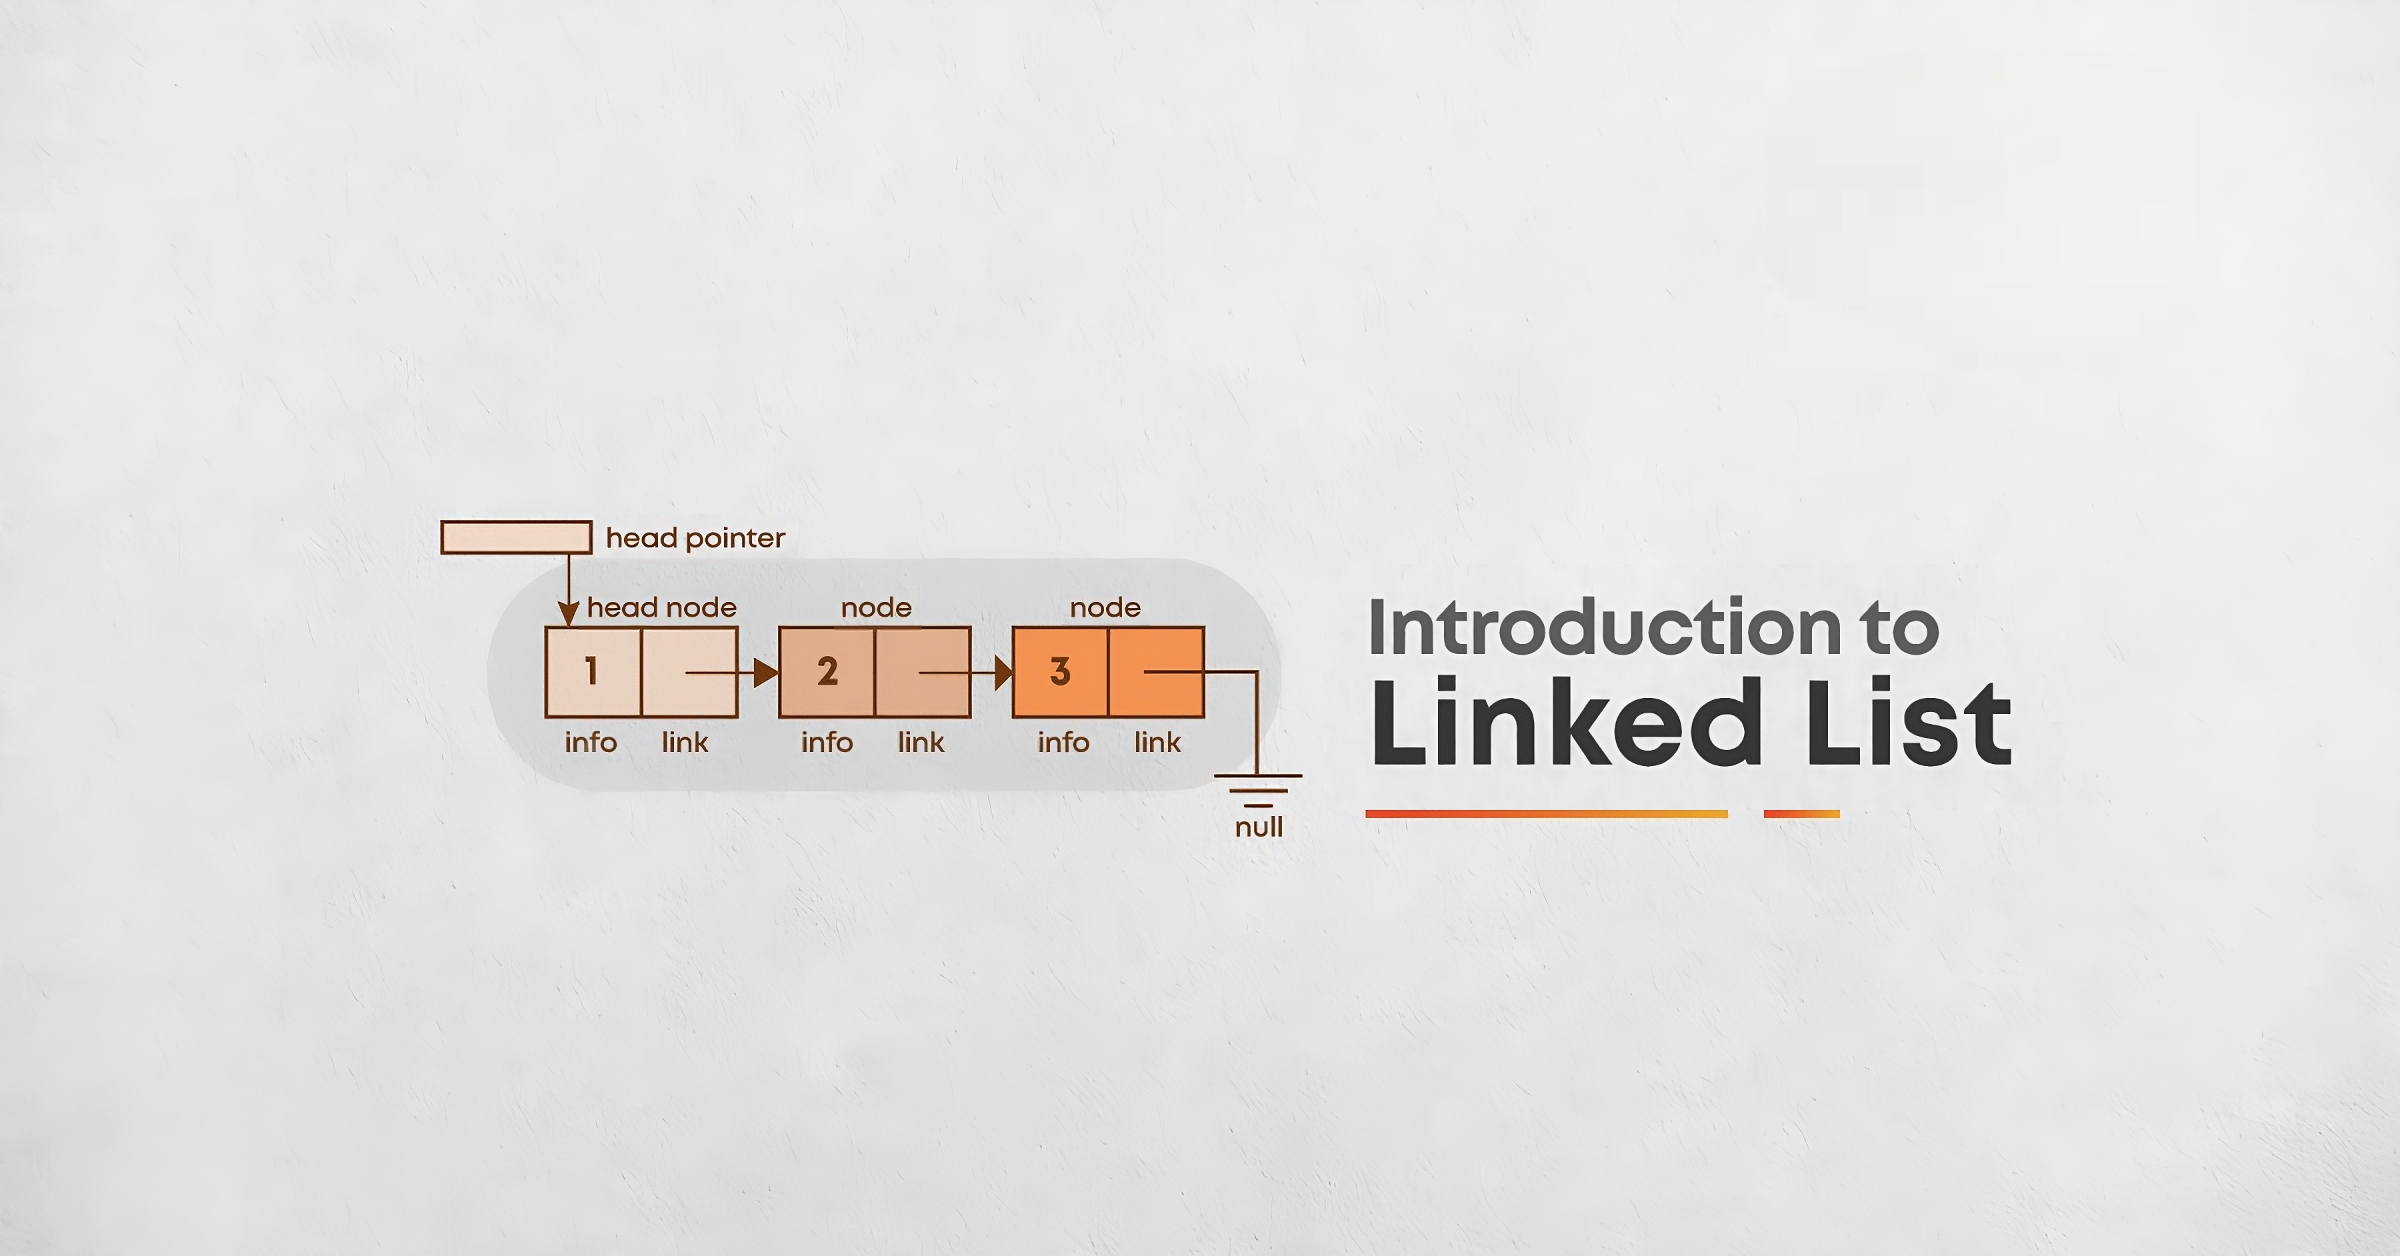 head pointer
head node
node
node
1
2
3
info
link
info
link
info
link
null
Introduction to
Linked List